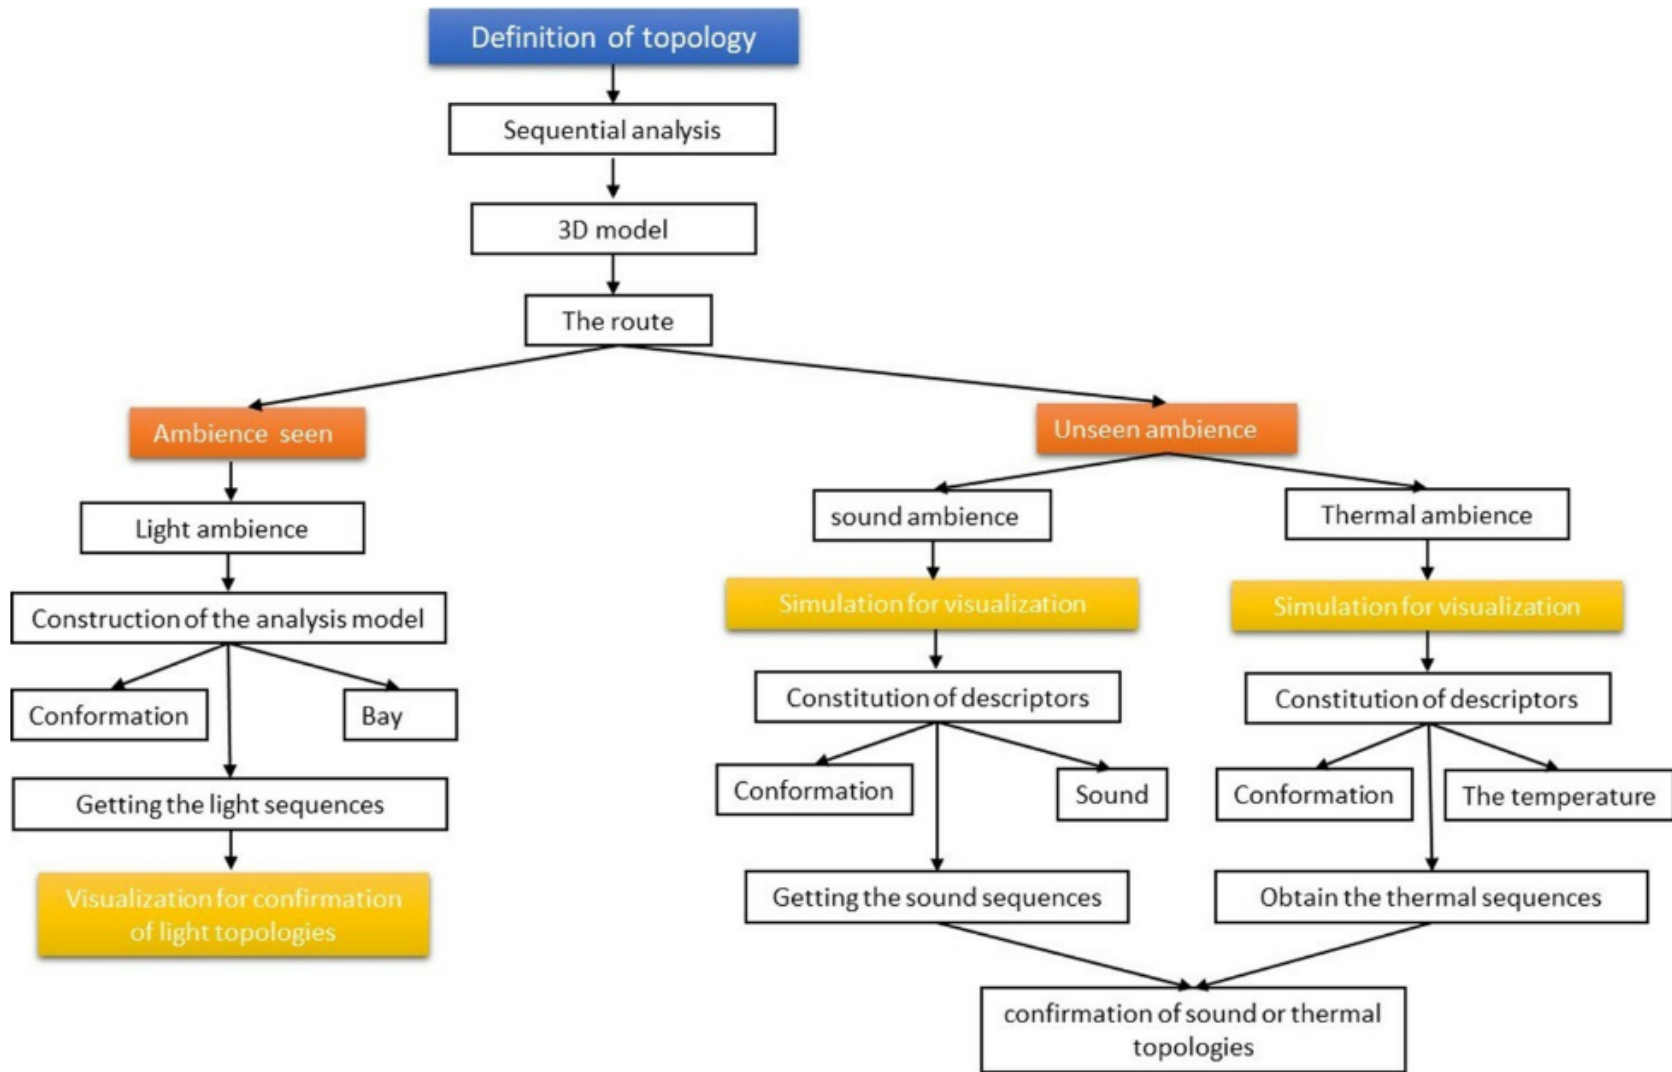 Definition of topology
Sequential analysis
3D model
The route
Ambience seen
Unseen ambience
Light ambience
sound ambience
Thermal ambience
Construction of the analysis model
Simulation for visualization
Simulation for visualization
Conformation
Bay
Constitution of descriptors
Constitution of descriptors
Conformation
Sound
Conformation
The temperature
Getting the light sequences
Getting the sound sequences
Obtain the thermal sequences
Visualization for confirmation
of light topologies
confirmation of sound or thermal
topologies